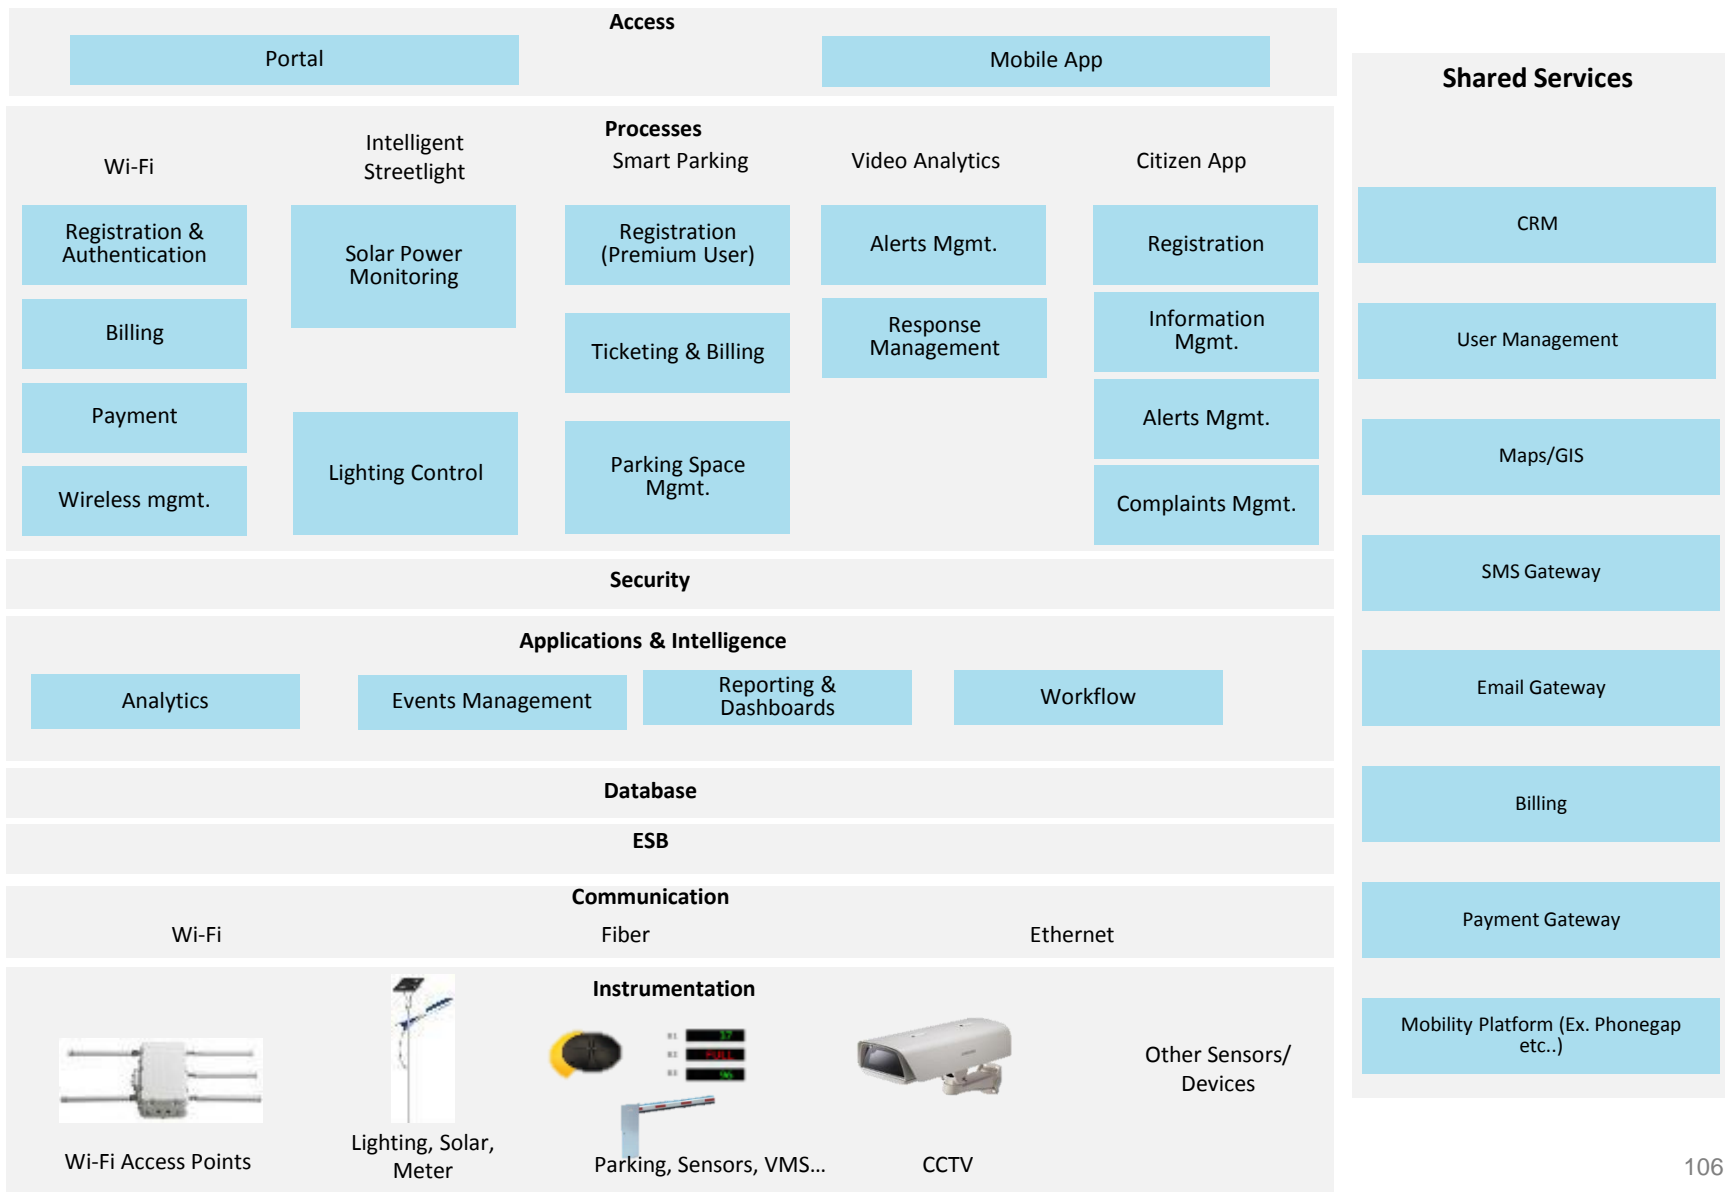 Access
Portal
Mobile App
Processes
Wi-Fi
Intelligent
Streetlight
Smart Parking
Video Analytics
Citizen App
Registration &
Authentication
Billing
Payment
Wireless mgmt.
Solar Power
Monitoring
Lighting Control
Registration
(Premium User)
Ticketing & Billing
Parking Space
Mgmt.
Alerts Mgmt.
Response
Management
Registration
Information
Mgmt.
Alerts Mgmt.
Complaints Mgmt.
Security
Applications & Intelligence
Analytics
Events Management
Reporting &
Dashboards
Workflow
Database
ESB
Communication
Wi-Fi
Fiber
Ethernet
Instrumentation
37
FULL
96
Wi-Fi Access Points
Lighting, Solar,
Meter
Parking, Sensors, VMS...
CCTV
Other Sensors/
Devices
Shared Services
CRM
User Management
Maps/GIS
SMS Gateway
Email Gateway
Billing
Payment Gateway
Mobility Platform (Ex. Phonegap
etc..)
106